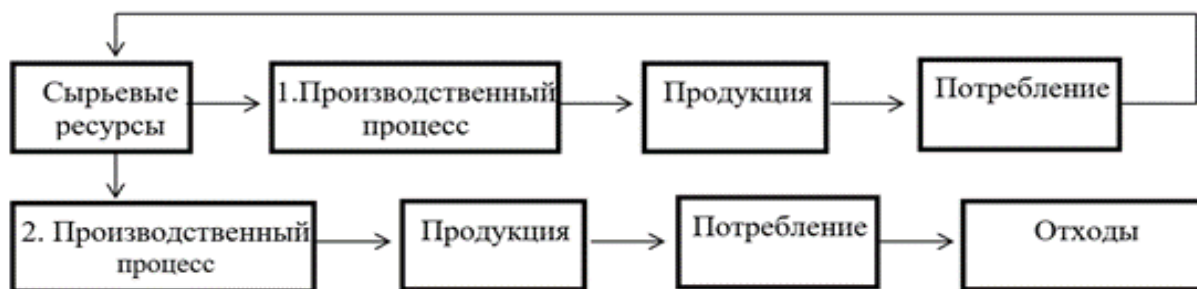 Сырьевые
ресурсы
1.Производственный
процесс
Продукция
Потребление
2. Производственный
процесс
Продукция
Потребление
Отходы